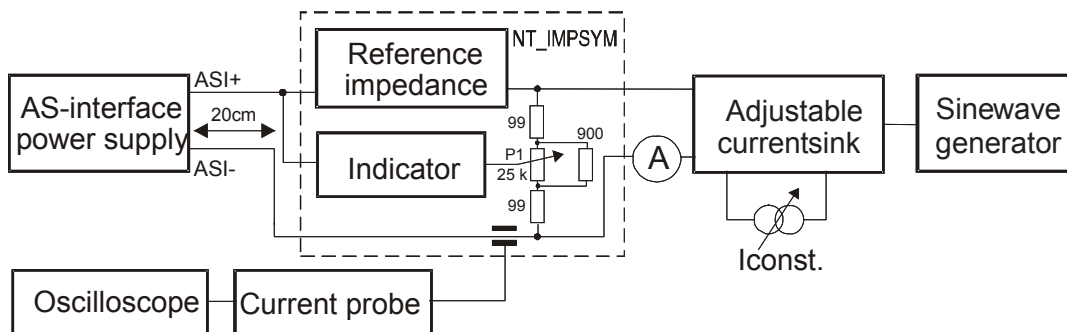 NT_IMPSYM
Reference
impedance
ASI+
AS-interface
power supply
20cm
ASI-
Indicator
99
900
P1
25 k
99
A
Adjustable
currentsink
Sinewave
generator
Iconst.
Oscilloscope
Current probe